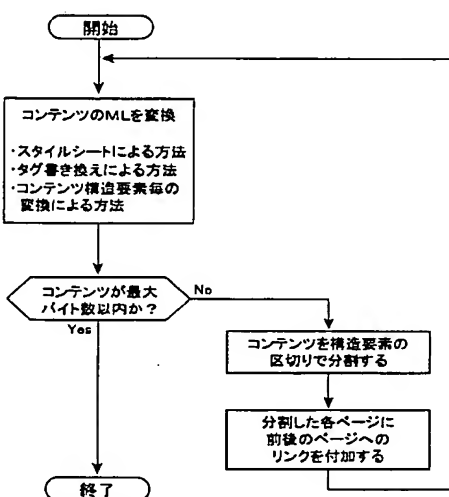 開始
コンテンツのMLを変換
・スタイルシートによる方法
・タグ書き換えによる方法
・コンテンツ構造要素毎の
変換による方法
コンテンツが最大
バイト数以内か？
No
Yes
コンテンツを構造要素の
区切りで分割する
分割した各ページに
前後のページへの
リンクを付加する
終了